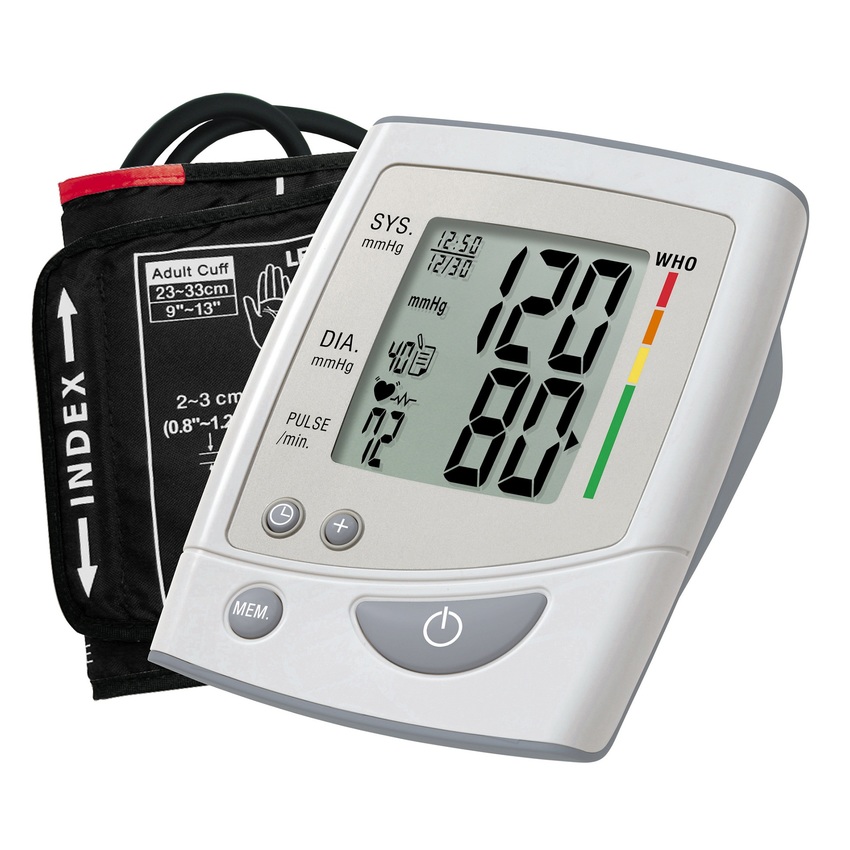 Adult Cuff
23~33cm
9"~13"
2~3 cm
INDEX
SYS.
mmHg
12:50
12/30
mmHg
120
WHO
DIA.
mmHg
40
80
PULSE
/min.
72
+
MEM.